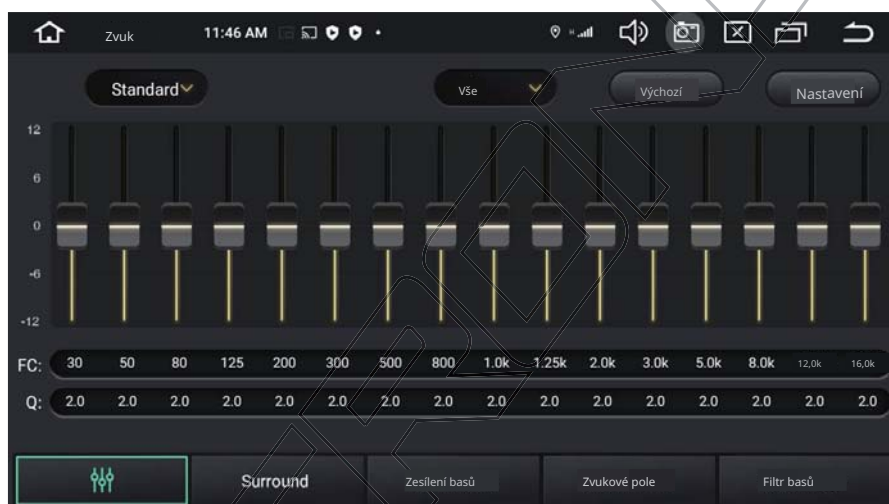 Zvuk 11:46 AM
Standard Vše Výchozí Nastavení
12
6
0
-6
-12
FC: 30 50 80 125 200 300 500 800 1.0k 1.25k 2.0k 3.0k 5.0k 8.0k 12,0k 16,0k
Q: 2.0 2.0 2.0 2.0 2.0 2.0 2.0 2.0 2.0 2.0 2.0 2.0 2.0 2.0 2.0 2.0
Surround Zesílení basů Zvukové pole Filtr basů